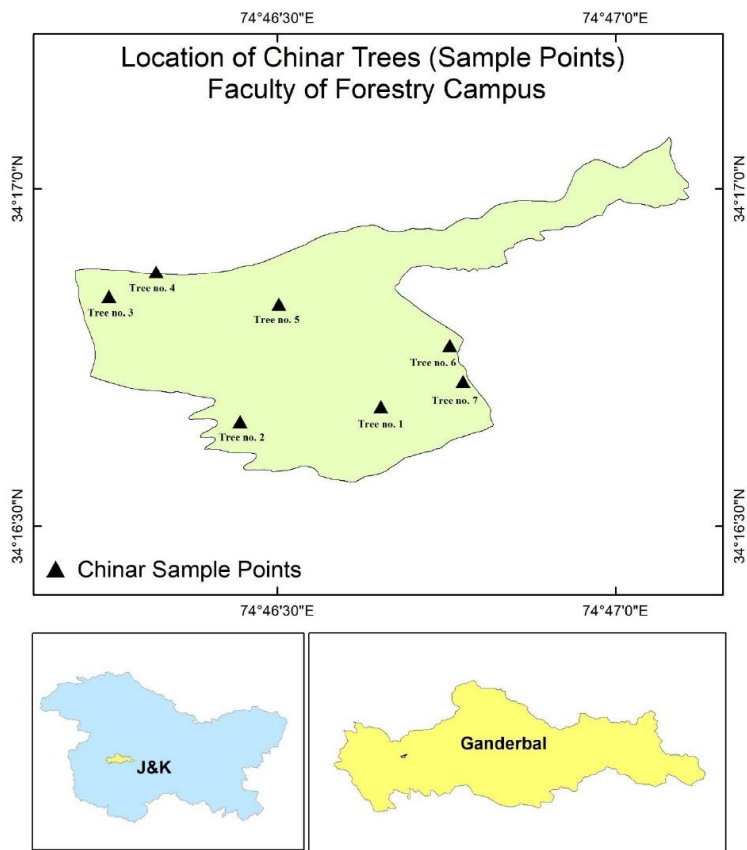 74°46'30"E
74°47'0"E
Location of Chinar Trees (Sample Points)
Faculty of Forestry Campus
34°17'0"N
34°17'0"N
Tree no. 4
Tree no. 3
Tree no. 5
Tree no. 6
Tree no. 7
Tree no. 1
Tree no. 2
34°16'30"N
34°16'30"N
Chinar Sample Points
74°46'30"E
74°47'0"E
J&K
Ganderbal